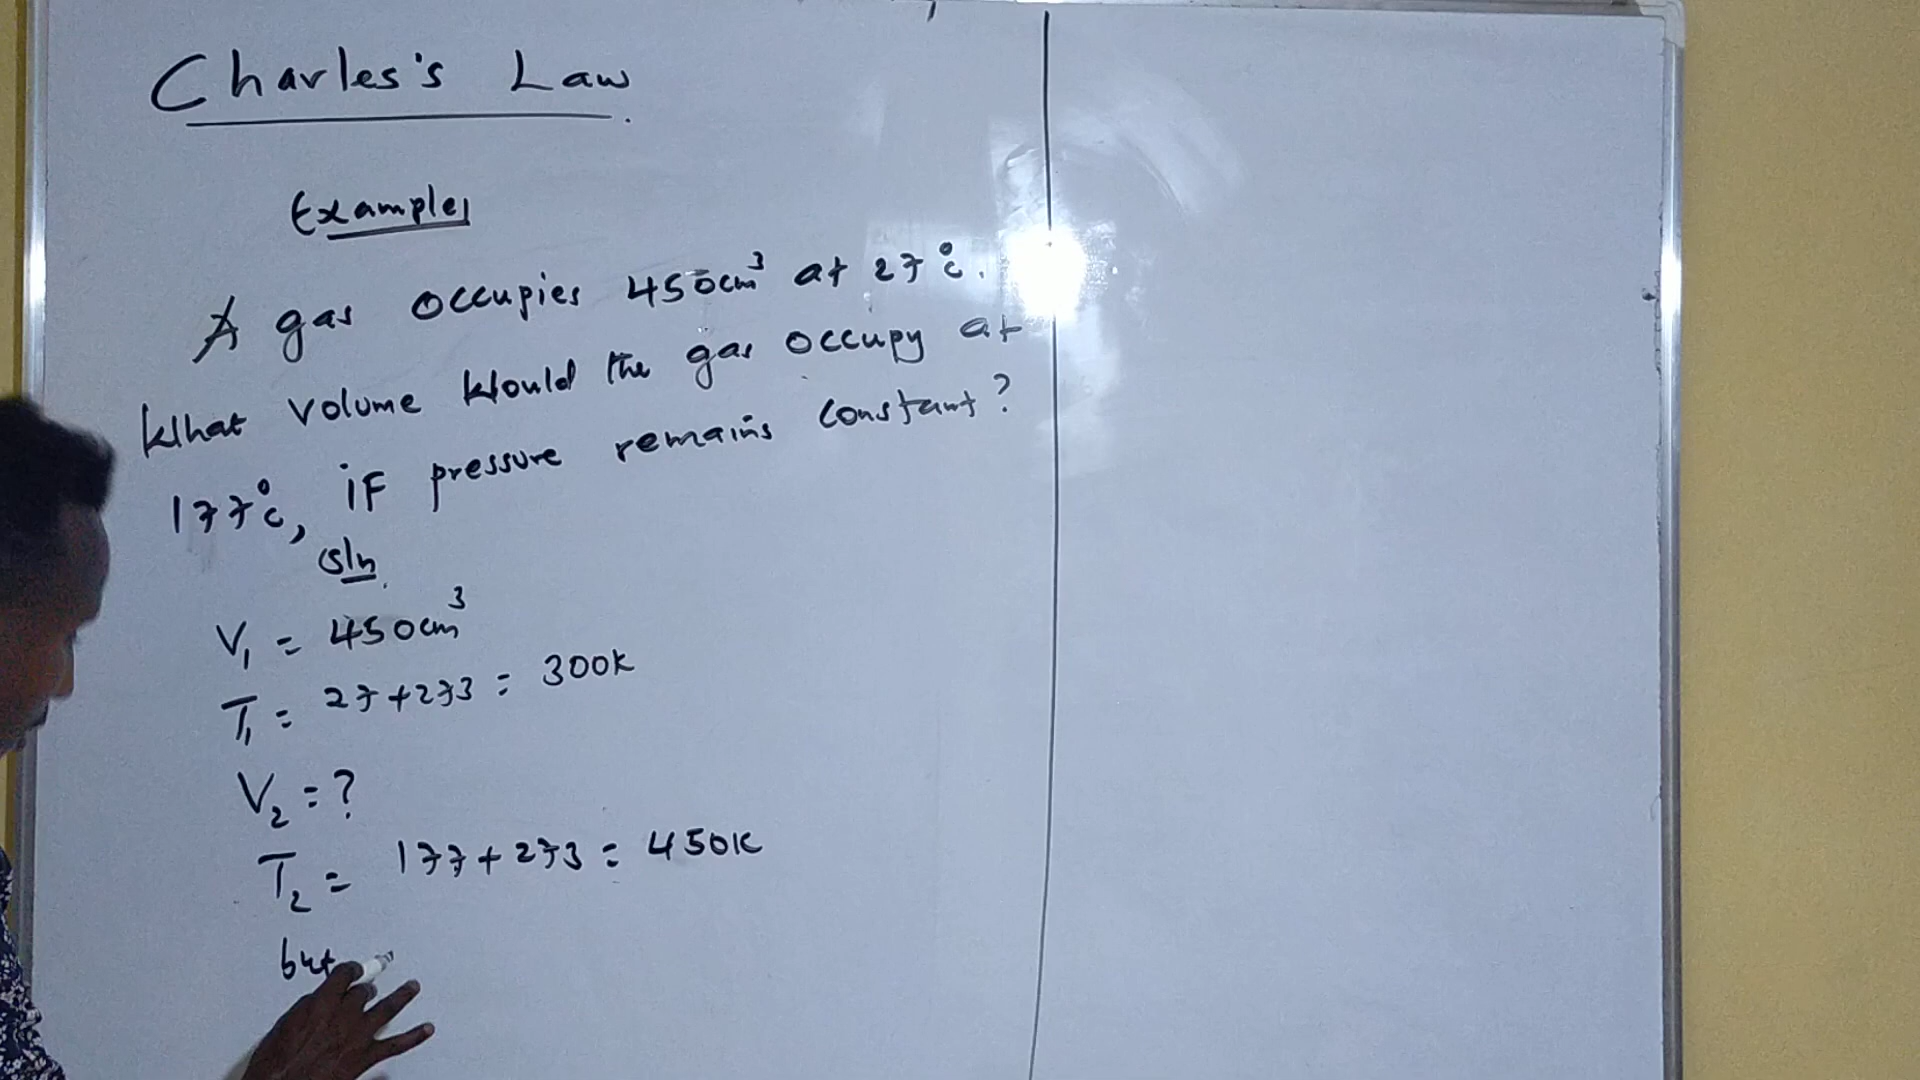 Charles's Law.
Examples
A gas occupies 450cm³ at 27°c.
What volume would the gas occupy at
177°c, if pressure remains constant?
Sln.
V₁ = 450cm³
T₁ = 27+273 = 300K
V₂ = ?
T₂ = 177+273 = 450K
but